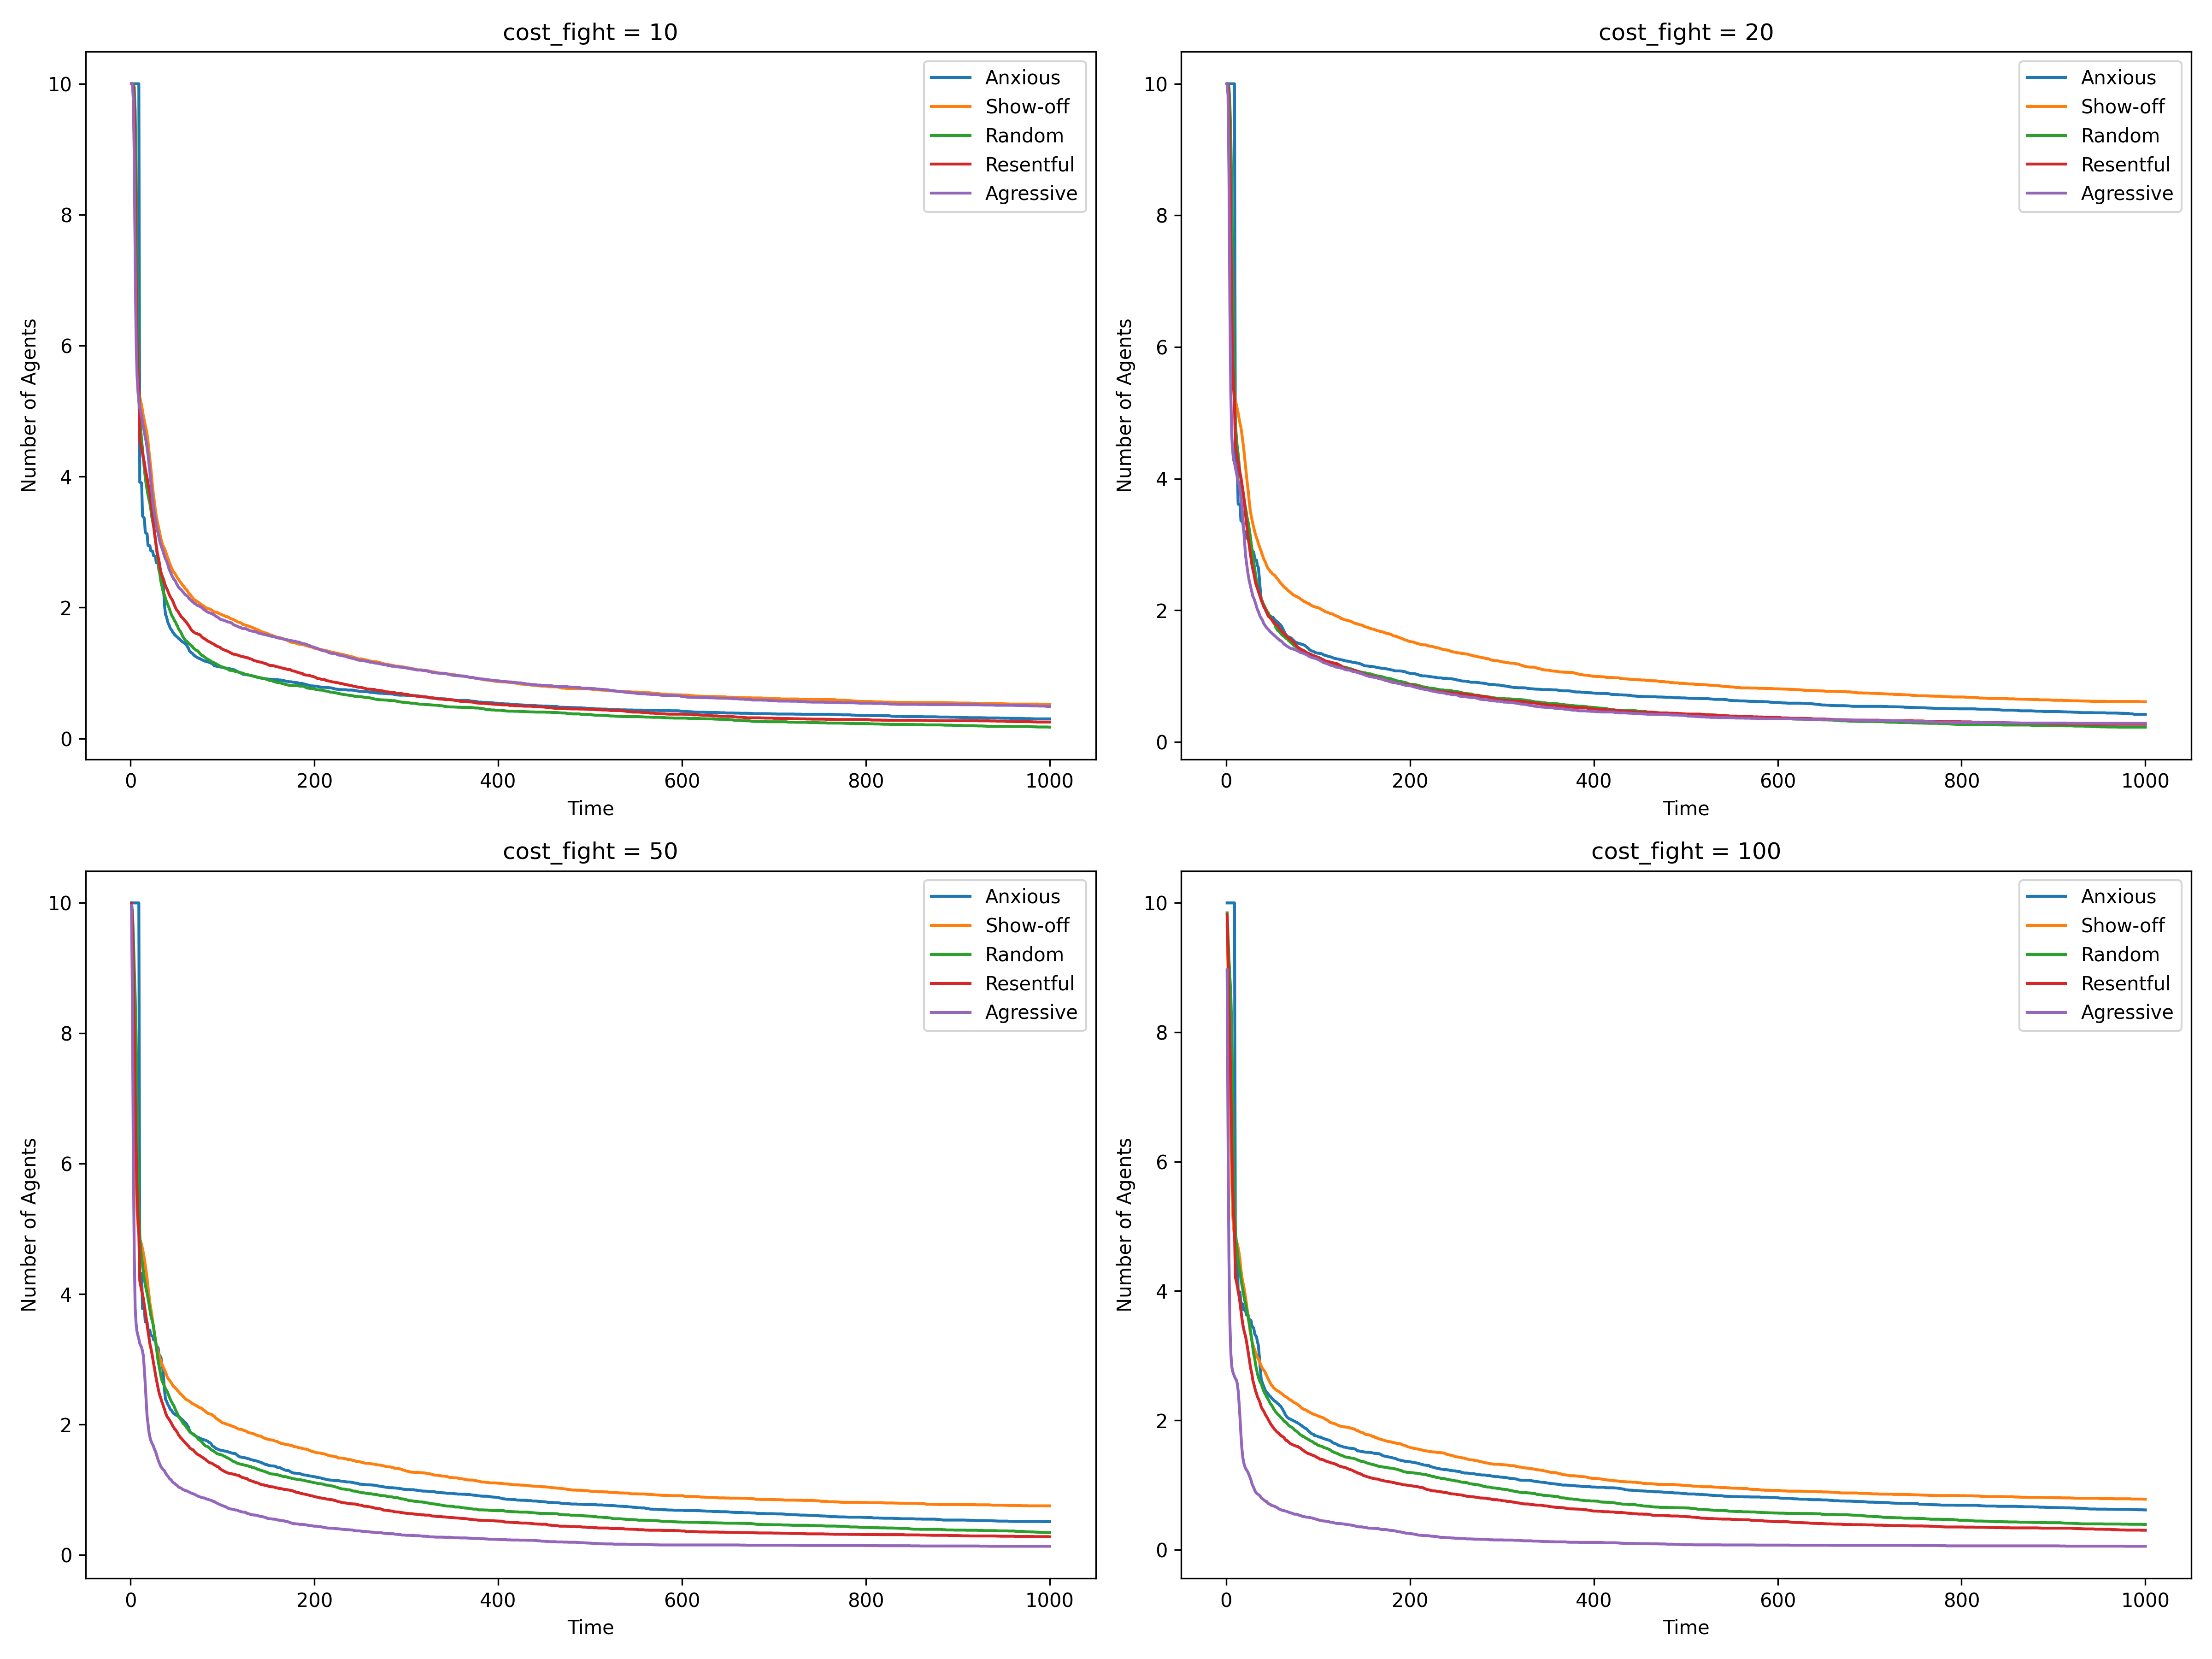 cost_fight = 10
10
8
6
4
2
0
Number of Agents
Anxious
Show-off
Random
Resentful
Agressive
0 200 400 600 800 1000
Time
cost_fight = 20
10
8
6
4
2
0
Number of Agents
Anxious
Show-off
Random
Resentful
Agressive
0 200 400 600 800 1000
Time
cost_fight = 50
10
8
6
4
2
0
Number of Agents
Anxious
Show-off
Random
Resentful
Agressive
0 200 400 600 800 1000
Time
cost_fight = 100
10
8
6
4
2
0
Number of Agents
Anxious
Show-off
Random
Resentful
Agressive
0 200 400 600 800 1000
Time